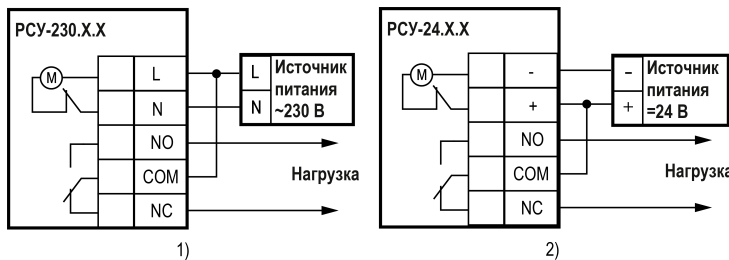 РСУ-230.Х.Х
M
L
N
NO
COM
NC
L
N
Источник
питания
~230 В
Нагрузка
1)
РСУ-24.Х.Х
M
-
+
NO
COM
NC
-
+
Источник
питания
=24 В
Нагрузка
2)